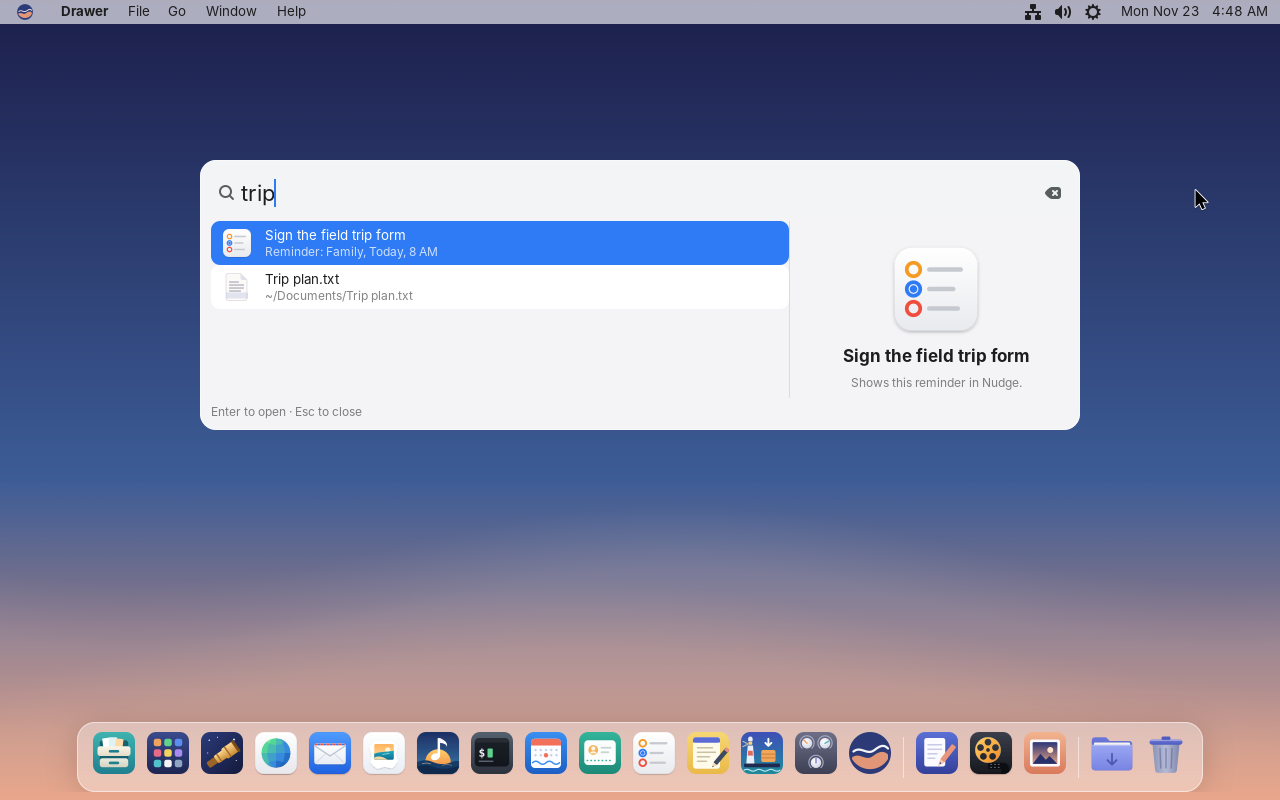 Drawer File Go Window Help Mon Nov 23 4:48 AM
trip
Sign the field trip form
Reminder: Family, Today, 8 AM
Trip plan.txt
~/Documents/Trip plan.txt
Sign the field trip form
Shows this reminder in Nudge.
Enter to open · Esc to close
$